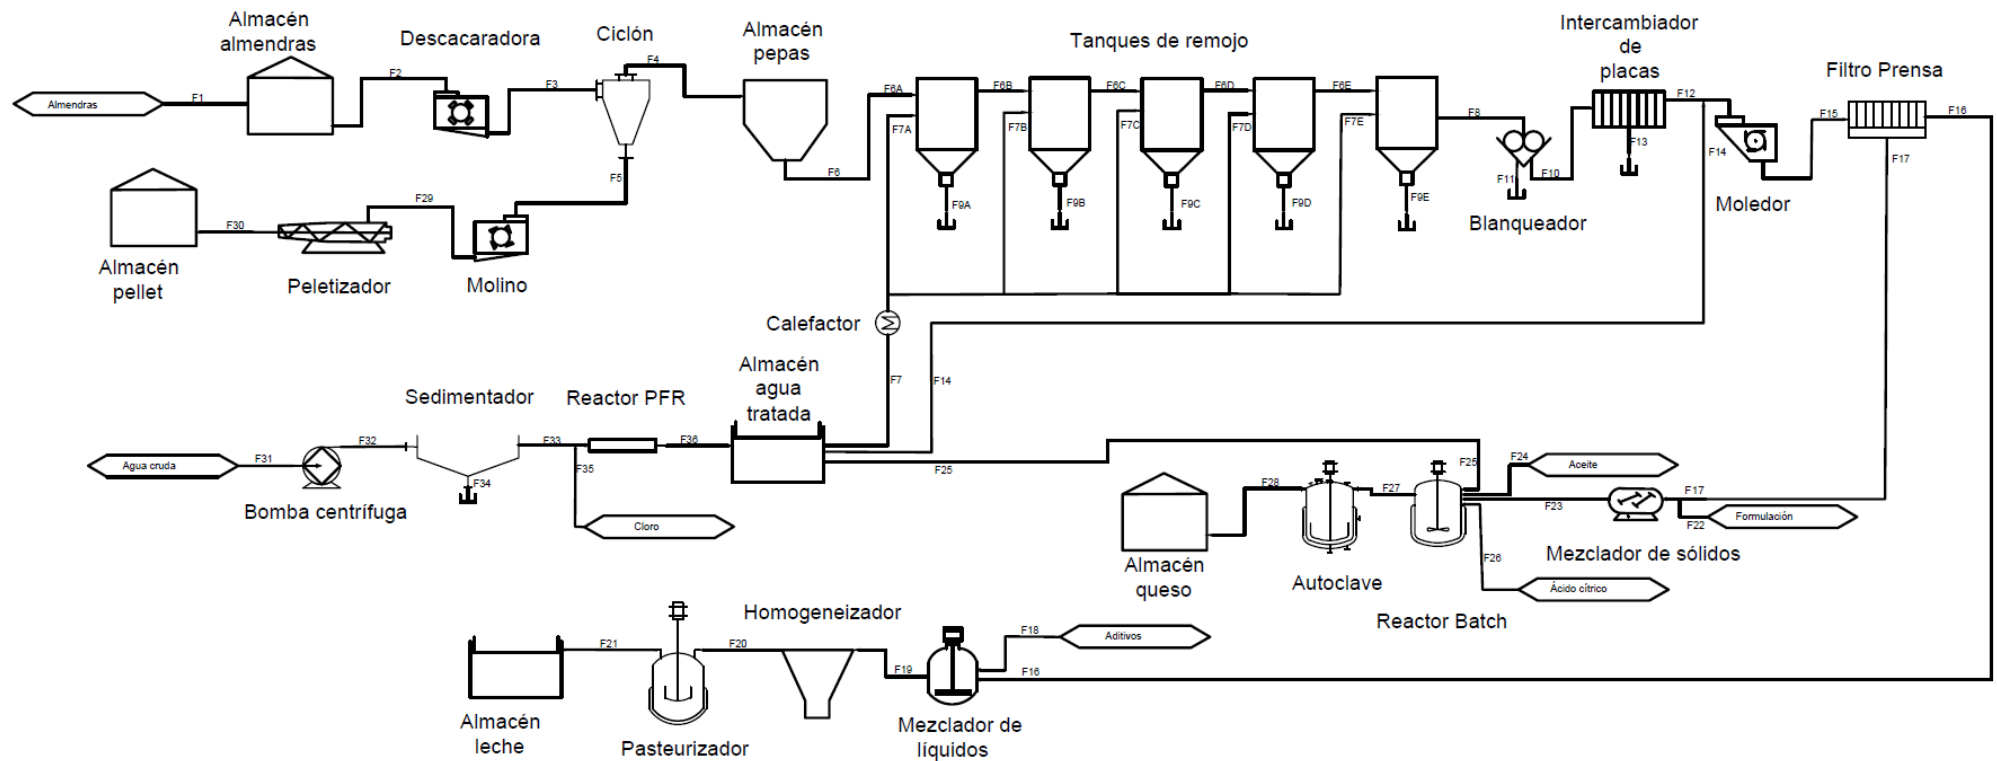 Almacén
almendras
Descacaradora
Ciclón
Almacén
pepas
Tanques de remojo
Intercambiador
de
placas
Filtro Prensa
Almendras
F1
F2
F3
F4
F5
F6
F6A
F7A
F6B
F7B
F6C
F7C
F6D
F7D
F6E
F7E
F8
F9A
F9B
F9C
F9D
F9E
F10
F11
F12
F13
F14
F15
F16
F17
Blanqueador
Moledor
F30
F29
Almacén
pellet
Peletizador
Molino
Calefactor
Almacén
agua
tratada
F7
F14
Sedimentador
Reactor PFR
Agua cruda
F31
F32
F33
F34
F35
F36
F25
Bomba centrífuga
Cloro
F25
F24
Aceite
F17
F23
F22
Formulación
F26
F27
F28
Mezclador de sólidos
Almacén
queso
Autoclave
Ácido cítrico
Reactor Batch
Homogeneizador
F21
F20
F19
F18
Aditivos
F16
Almacén
leche
Pasteurizador
Mezclador de
líquidos